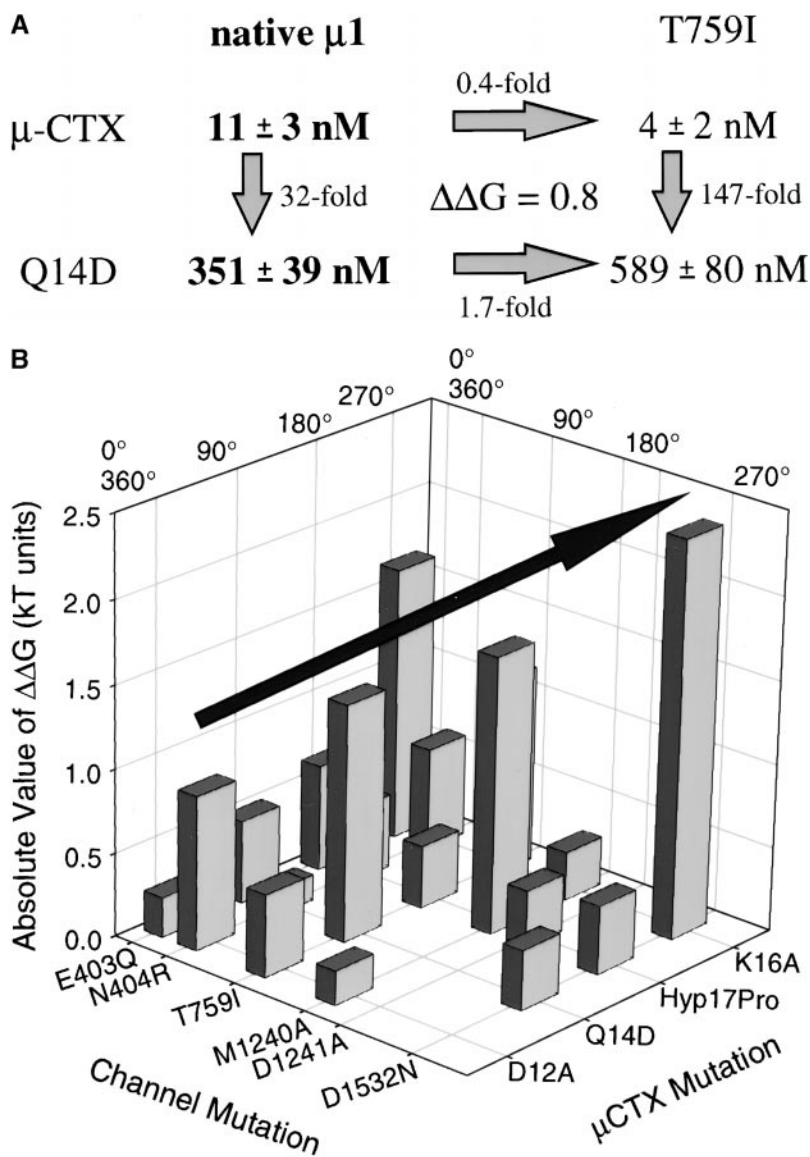 A
native µ1 T759I
0.4-fold
µ-CTX 11 ± 3 nM 4 ± 2 nM
32-fold ΔΔG = 0.8 147-fold
Q14D 351 ± 39 nM 589 ± 80 nM
1.7-fold
B
0°
360°
90°
180°
270°
0°
360°
90°
180°
270°
Absolute Value of ΔΔG (kT units)
2.5
2.0
1.5
1.0
0.5
0.0
E403Q
N404R
T759I
M1240A
D1241A
D1532N
Channel Mutation
D12A
Q14D
Hyp17Pro
K16A
µCTX Mutation